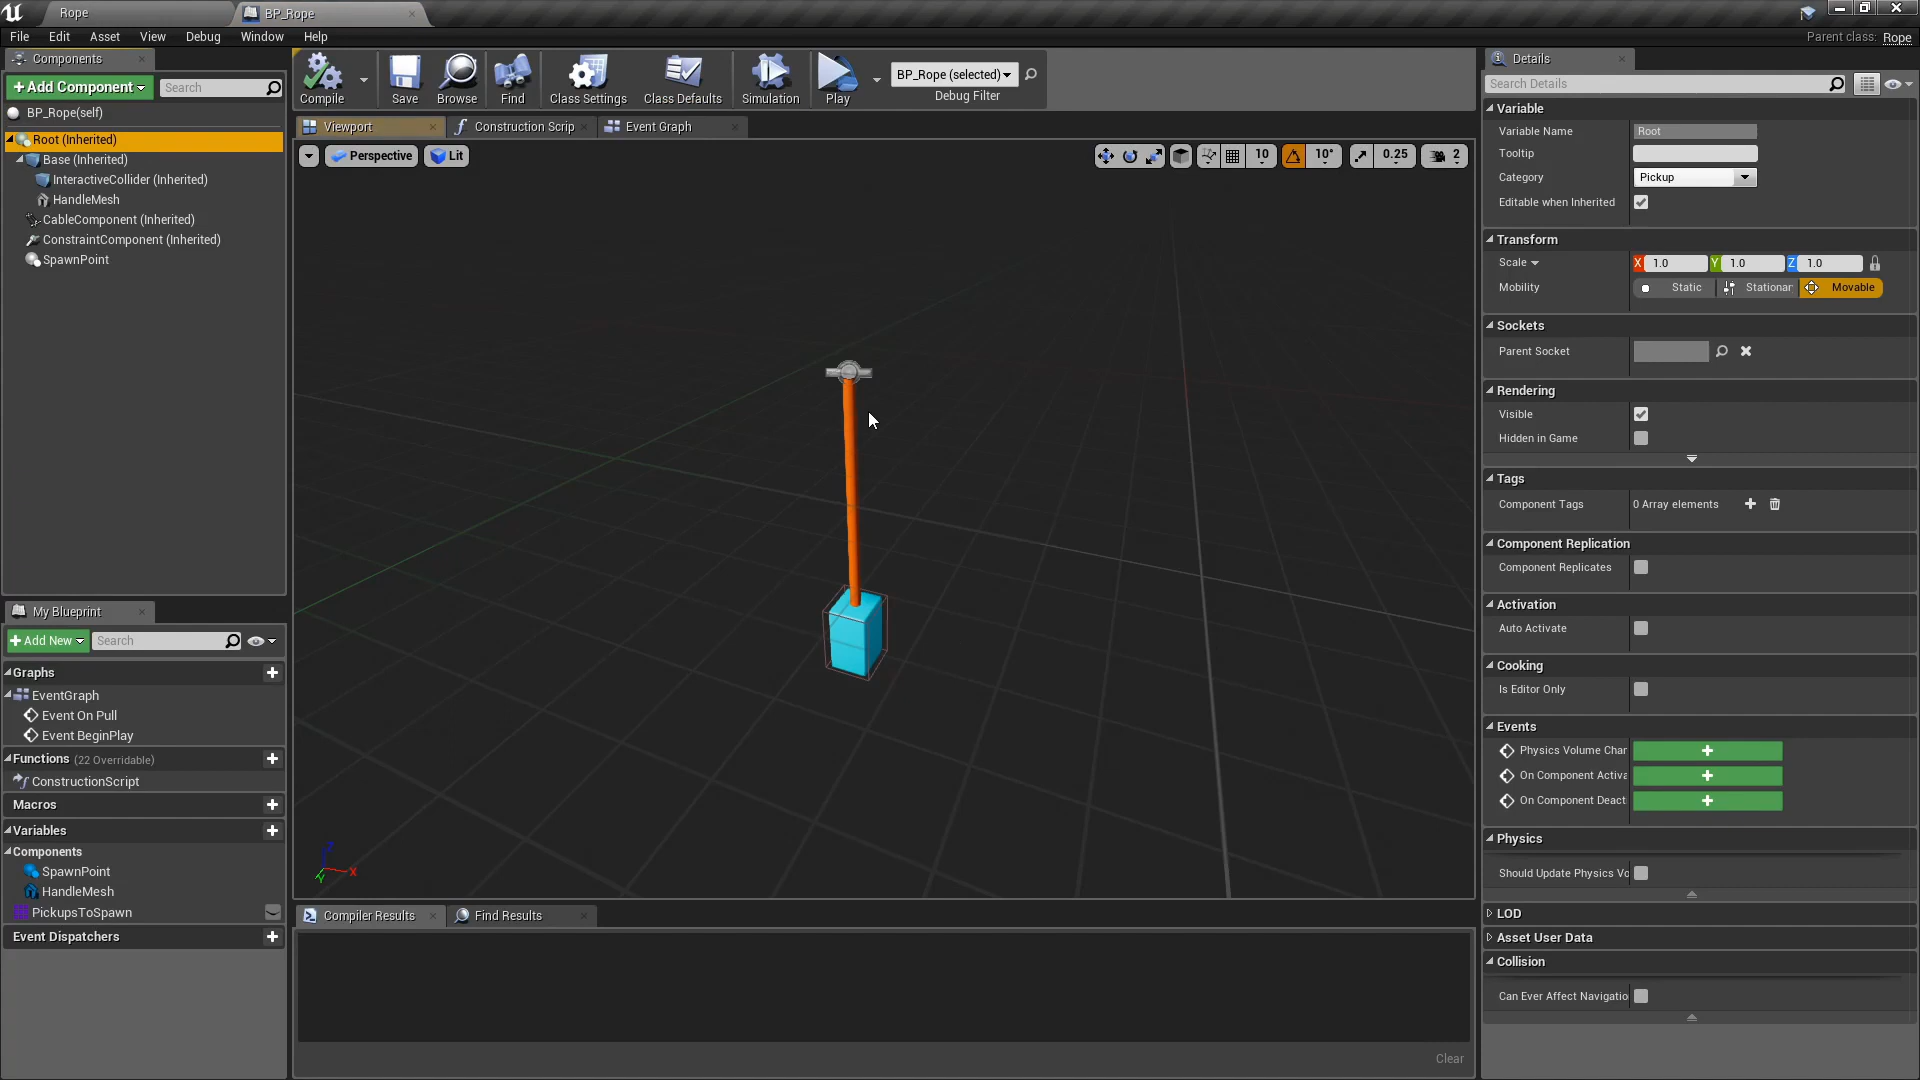 Rope
BP_Rope
File Edit Asset View Debug Window Help
Parent class: Rope
Components
Add Component
Search
BP_Rope(self)
Root (Inherited)
Base (Inherited)
InteractiveCollider (Inherited)
HandleMesh
CableComponent (Inherited)
ConstraintComponent (Inherited)
SpawnPoint
My Blueprint
Add New
Search
Graphs
EventGraph
Event On Pull
Event BeginPlay
Functions (22 Overridable)
ConstructionScript
Macros
Variables
Components
SpawnPoint
HandleMesh
PickupsToSpawn
Event Dispatchers
Compile
Save
Browse
Find
Class Settings
Class Defaults
Simulation
Play
BP_Rope (selected)
Debug Filter
Viewport
Construction Scrip
Event Graph
Perspective
Lit
10
10°
0.25
2
Z
X
Y
Compiler Results
Find Results
Clear
Details
Search Details
Variable
Variable Name Root
Tooltip
Category Pickup
Editable when Inherited
Transform
Scale X 1.0 Y 1.0 Z 1.0
Mobility Static Stationar Movable
Sockets
Parent Socket
Rendering
Visible
Hidden in Game
Tags
Component Tags 0 Array elements
Component Replication
Component Replicates
Activation
Auto Activate
Cooking
Is Editor Only
Events
Physics Volume Chan
On Component Activa
On Component Deact
Physics
Should Update Physics Vo
LOD
Asset User Data
Collision
Can Ever Affect Navigatio